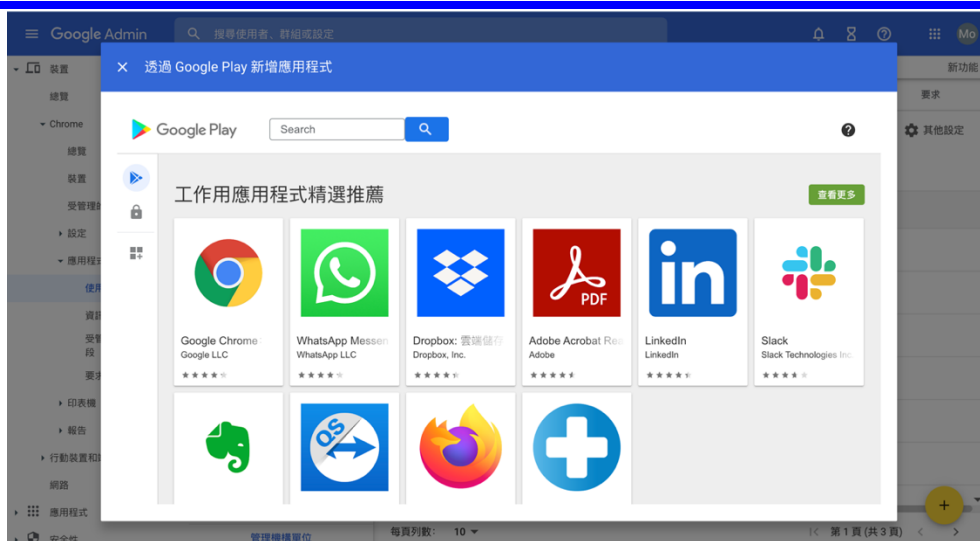 Google Admin
搜尋使用者、群組或設定
Mo
裝置
新功能
透過 Google Play 新增應用程式
總覽
要求
Chrome
Google Play
Search
其他設定
總覽
裝置
工作用應用程式精選推薦
查看更多
受管理的
設定
應用程式
使用
PDF
Google Chrome
WhatsApp Messen
Dropbox: 雲端儲存
Adobe Acrobat Rea
LinkedIn
Slack
Google LLC
WhatsApp LLC
Dropbox, Inc.
Adobe
LinkedIn
Slack Technologies Inc.
受管
段
要求
印表機
報告
QS
行動裝置和
網路
應用程式
安全性
管理機構單位
每頁列數: 10
第 1 頁 (共 3 頁)